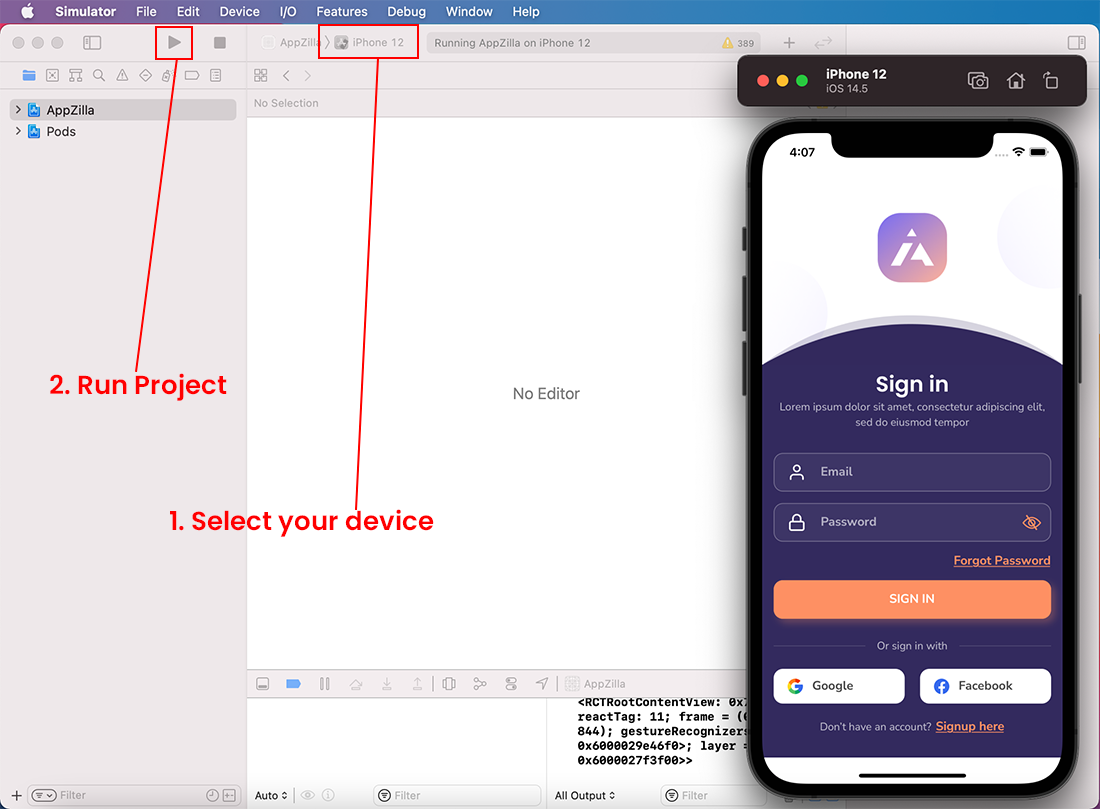 Simulator File Edit Device I/O Features Debug Window Help
AppZilla iPhone 12
Running AppZilla on iPhone 12
389
iPhone 12
iOS 14.5
No Selection
AppZilla
Pods
4:07
No Editor
2. Run Project
1. Select your device
Sign in
Lorem ipsum dolor sit amet, consectetur adipiscing elit,
sed do eiusmod tempor
Email
Password
Forgot Password
SIGN IN
Or sign in with
Google
Facebook
Don't have an account? Signup here
AppZilla
<RCTRootContentView: 0x
reactTag: 11; frame = (
844); gestureRecognizers
0x6000029e46f0>; layer =
0x6000027f3f00>>
Filter
Auto
Filter
All Output
Filter